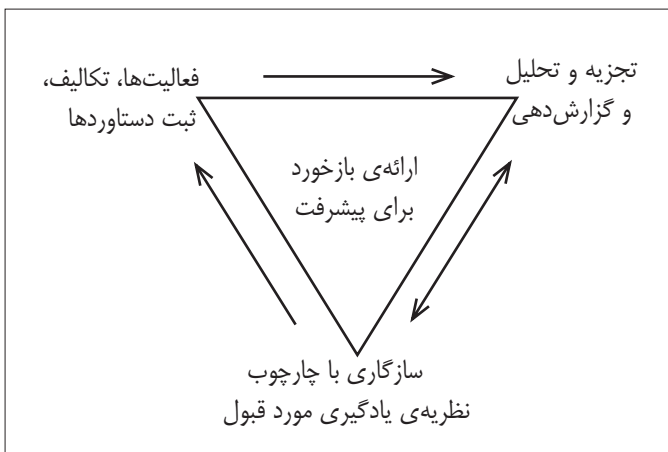 تجزیه و تحلیل
و گزارش‌دهی
فعالیت‌ها، تکالیف،
ثبت دستاوردها
ارائه‌ی بازخورد
برای پیشرفت
سازگاری با چارچوب
نظریه‌ی یادگیری مورد قبول